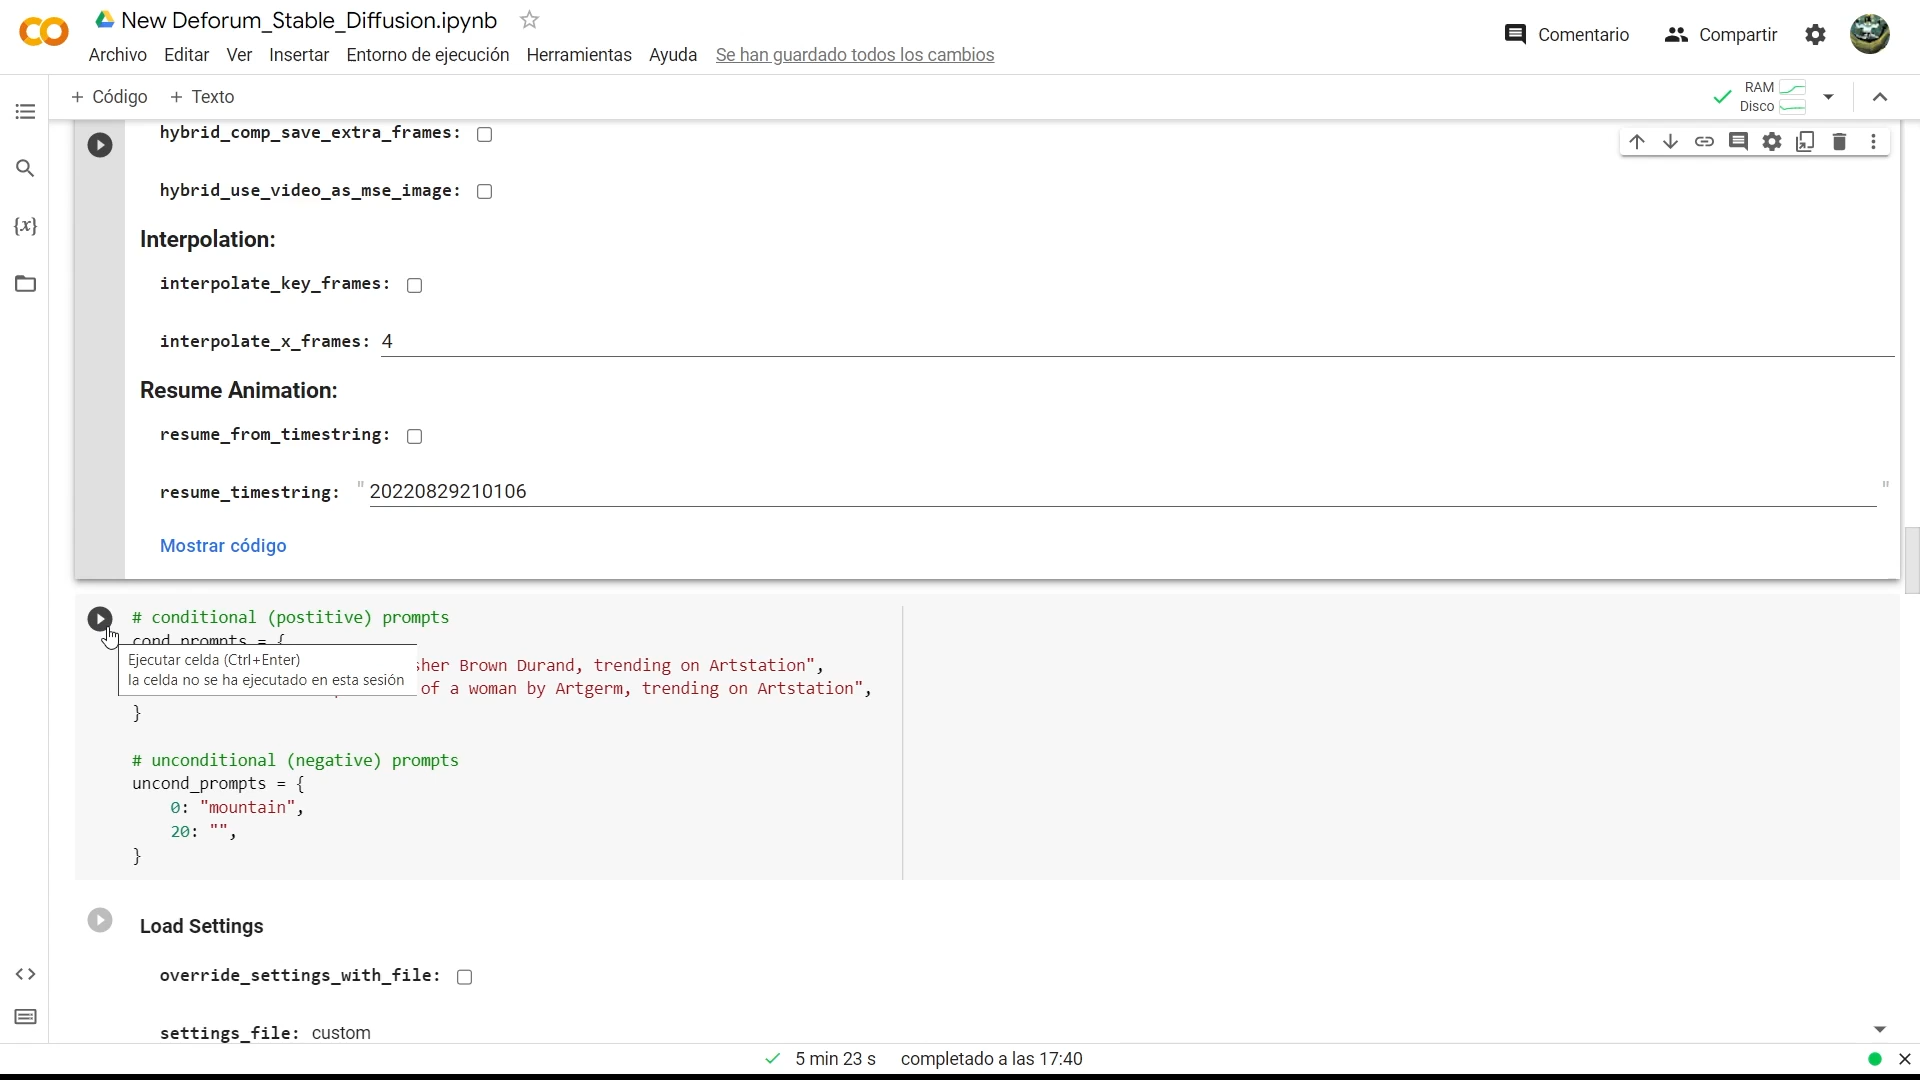 New Deforum_Stable_Diffusion.ipynb
Archivo Editar Ver Insertar Entorno de ejecución Herramientas Ayuda Se han guardado todos los cambios
Comentario Compartir
+ Código + Texto
RAM
Disco
hybrid_comp_save_extra_frames:
hybrid_use_video_as_mse_image:
{x}
Interpolation:
interpolate_key_frames:
interpolate_x_frames: 4
Resume Animation:
resume_from_timestring:
resume_timestring: " 20220829210106 "
Mostrar código
# conditional (postitive) prompts
cond_prompts = {
Ejecutar celda (Ctrl+Enter)
la celda no se ha ejecutado en esta sesión
sher Brown Durand, trending on Artstation",
of a woman by Artgerm, trending on Artstation",
}
# unconditional (negative) prompts
uncond_prompts = {
0: "mountain",
20: "",
}
Load Settings
override_settings_with_file:
settings_file: custom
5 min 23 s completado a las 17:40